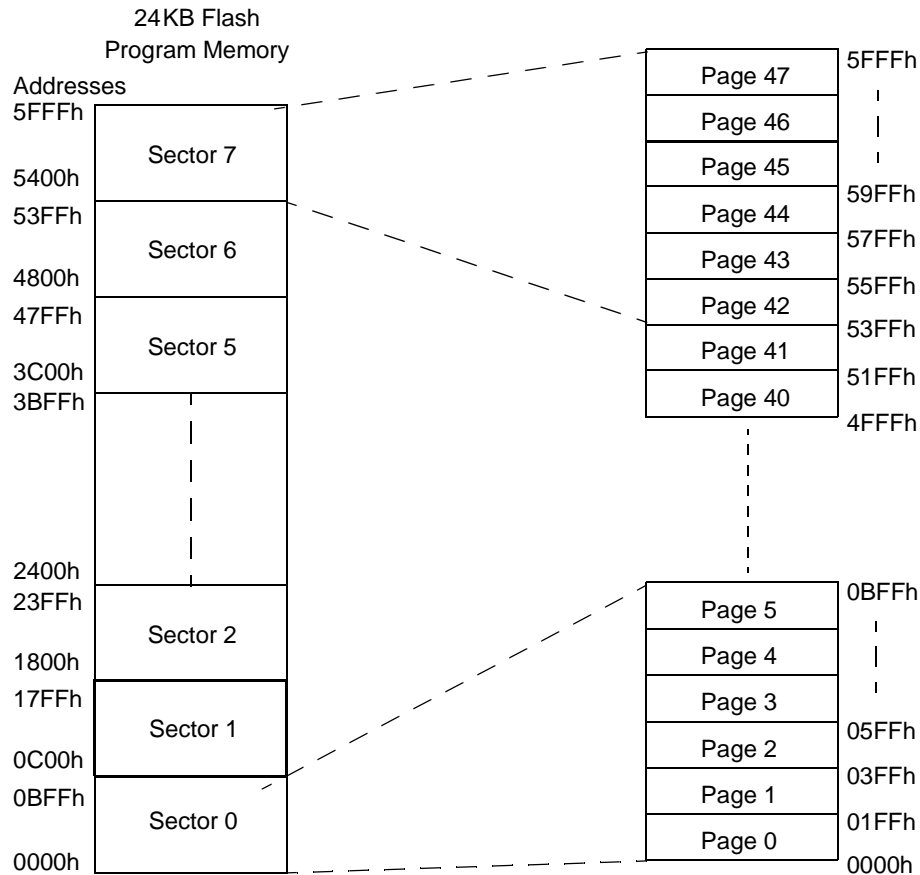 24KB Flash
Program Memory
Addresses
5FFFh
Sector 7
5400h
53FFh
Sector 6
4800h
47FFh
Sector 5
3C00h
3BFFh
2400h
23FFh
Sector 2
1800h
17FFh
Sector 1
0C00h
0BFFh
Sector 0
0000h
Page 47
5FFFh
Page 46
Page 45
59FFh
Page 44
57FFh
Page 43
55FFh
Page 42
53FFh
Page 41
51FFh
Page 40
4FFFh
Page 5
0BFFh
Page 4
Page 3
05FFh
Page 2
03FFh
Page 1
01FFh
Page 0
0000h